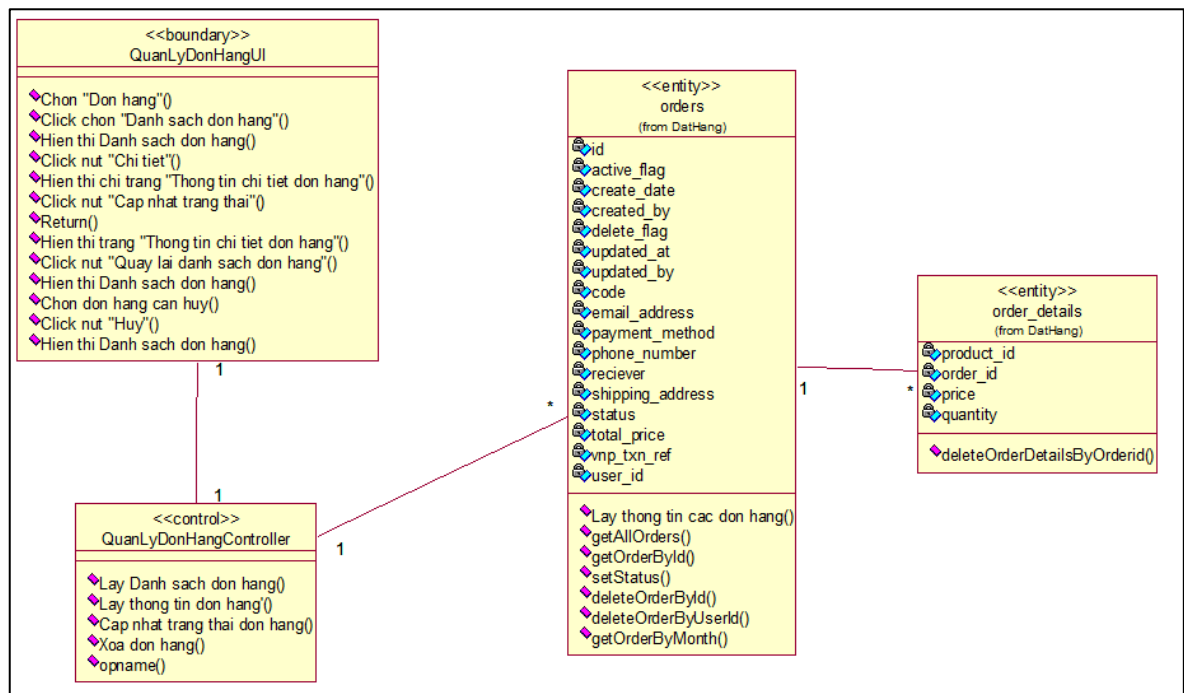 <<boundary>>
QuanLyDonHangUI
Chon "Don hang"()
Click chon "Danh sach don hang"()
Hien thi Danh sach don hang()
Click nut "Chi tiet"()
Hien thi chi trang "Thong tin chi tiet don hang"()
Click nut "Cap nhat trang thai"()
Return()
Hien thi trang "Thong tin chi tiet don hang"()
Click nut "Quay lai danh sach don hang"()
Hien thi Danh sach don hang()
Chon don hang can huy()
Click nut "Huy"()
Hien thi Danh sach don hang()
1
1
<<control>>
QuanLyDonHangController
Lay Danh sach don hang()
Lay thong tin don hang'()
Cap nhat trang thai don hang()
Xoa don hang()
opname()
1
*
<<entity>>
orders
(from DatHang)
id
active_flag
create_date
created_by
delete_flag
updated_at
updated_by
code
email_address
payment_method
phone_number
reciever
shipping_address
status
total_price
vnp_txn_ref
user_id
Lay thong tin cac don hang()
getAllOrders()
getOrderById()
setStatus()
deleteOrderById()
deleteOrderByUserId()
getOrderByMonth()
1
*
<<entity>>
order_details
(from DatHang)
product_id
order_id
price
quantity
deleteOrderDetailsByOrderid()